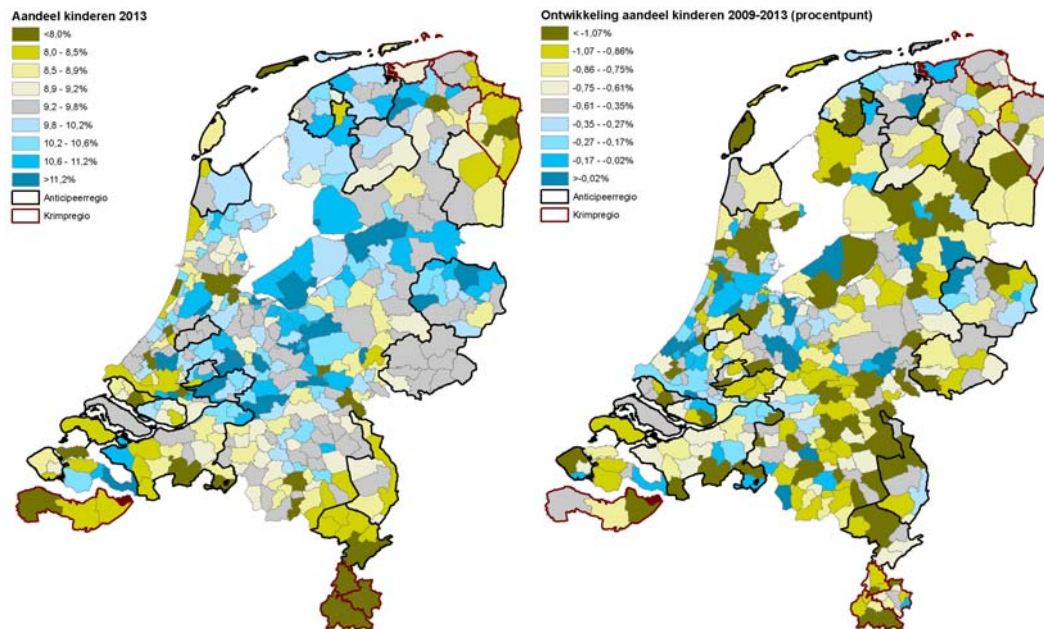 Aandeel kinderen 2013
<8,0%
8,0 - 8,5%
8,5 - 8,9%
8,9 - 9,2%
9,2 - 9,8%
9,8 - 10,2%
10,2 - 10,6%
10,6 - 11,2%
>11,2%
Anticipeerregio
Krimpregio
Ontwikkeling aandeel kinderen 2009-2013 (procentpunt)
< -1,07%
-1,07 - -0,86%
-0,86 - -0,75%
-0,75 - -0,61%
-0,61 - -0,35%
-0,35 - -0,27%
-0,27 - -0,17%
-0,17 - -0,02%
>-0,02%
Anticipeerregio
Krimpregio